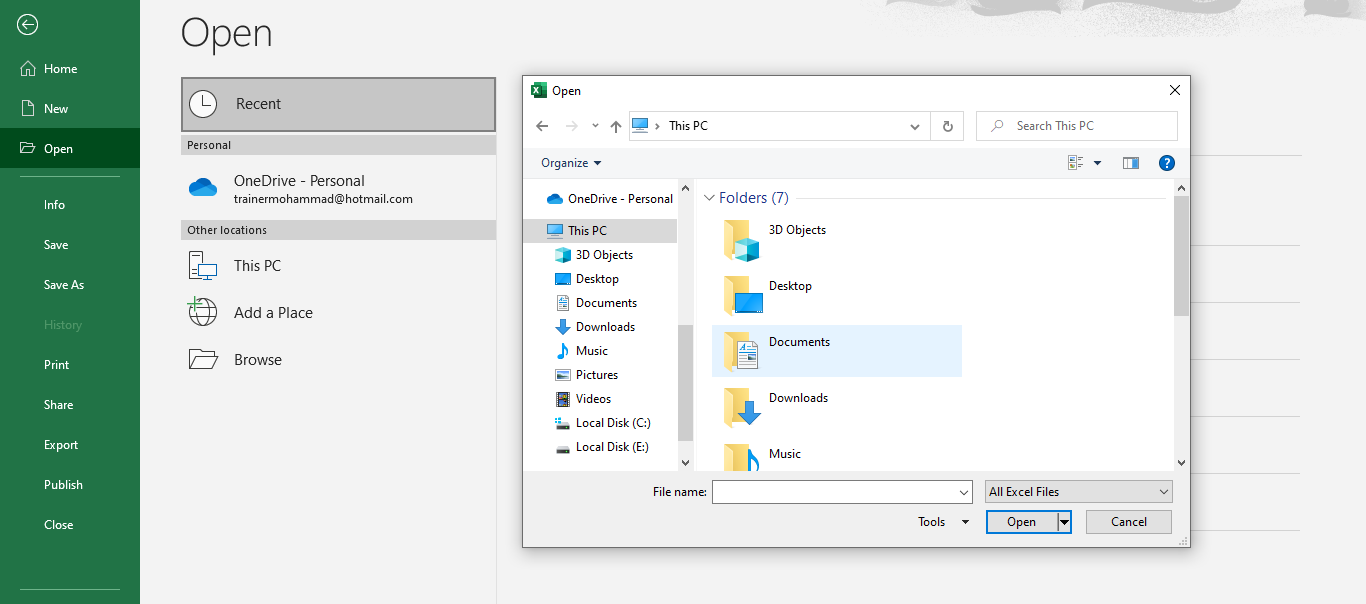 Home
New
Open
Info
Save
Save As
History
Print
Share
Export
Publish
Close
Open
Recent
Personal
OneDrive - Personal
trainermohammad@hotmail.com
Other locations
This PC
Add a Place
Browse
Open
This PC
Search This PC
Organize
?
OneDrive - Personal
This PC
3D Objects
Desktop
Documents
Downloads
Music
Pictures
Videos
Local Disk (C:)
Local Disk (E:)
Folders (7)
3D Objects
Desktop
Documents
Downloads
Music
File name:
All Excel Files
Tools
Open
Cancel